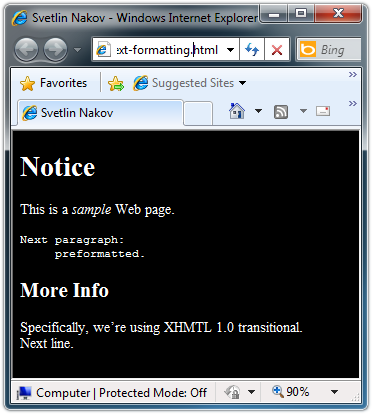 Svetlin Nakov - Windows Internet Explorer
ext-formatting.html
Bing
Favorites
Suggested Sites
Svetlin Nakov
Notice
This is a sample Web page.
Next paragraph:
preformatted.
More Info
Specifically, we're using XHMTL 1.0 transitional.
Next line.
Computer | Protected Mode: Off
90%